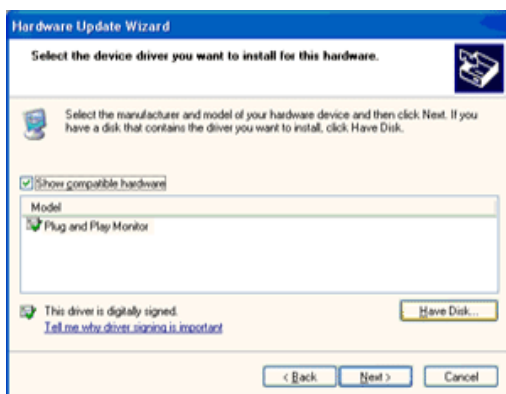 Hardware Update Wizard
Select the device driver you want to install for this hardware.
Select the manufacturer and model of your hardware device and then click Next. If you
have a disk that contains the driver you want to install, click Have Disk.
Show compatible hardware
Model
Plug and Play Monitor
This driver is digitally signed.
Have Disk...
Tell me why driver signing is important
< Back
Next >
Cancel